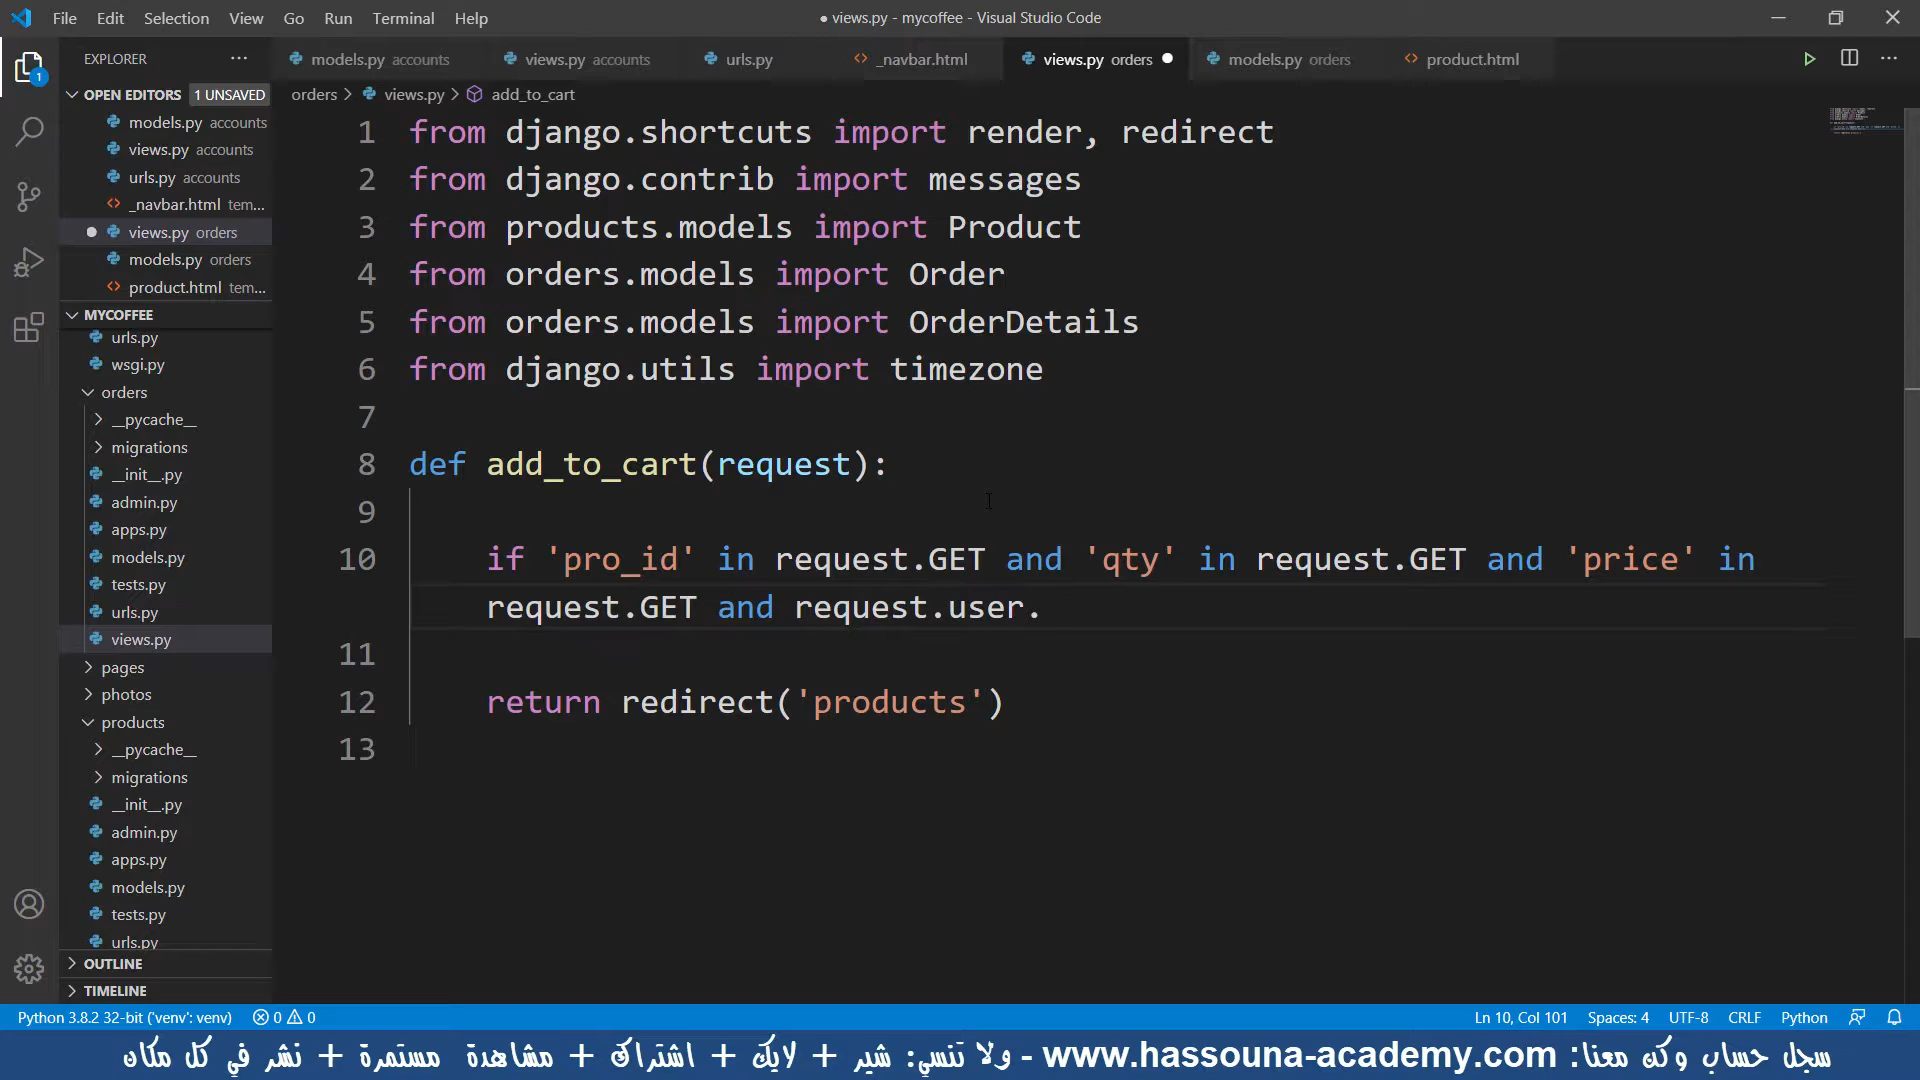 File Edit Selection View Go Run Terminal Help
● views.py - mycoffee - Visual Studio Code
EXPLORER
models.py accounts
views.py accounts
urls.py
_navbar.html
views.py orders
models.py orders
product.html
OPEN EDITORS 1 UNSAVED
models.py accounts
views.py accounts
urls.py accounts
_navbar.html tem...
views.py orders
models.py orders
product.html tem...
MYCOFFEE
urls.py
wsgi.py
orders
__pycache__
migrations
__init__.py
admin.py
apps.py
models.py
tests.py
urls.py
views.py
pages
photos
products
__pycache__
migrations
__init__.py
admin.py
apps.py
models.py
tests.py
urls.py
OUTLINE
TIMELINE
1
orders > views.py > add_to_cart
1 from django.shortcuts import render, redirect
2 from django.contrib import messages
3 from products.models import Product
4 from orders.models import Order
5 from orders.models import OrderDetails
6 from django.utils import timezone
7
8 def add_to_cart(request):
9
10 if 'pro_id' in request.GET and 'qty' in request.GET and 'price' in
request.GET and request.user.
11
12 return redirect('products')
13
Python 3.8.2 32-bit ('venv': venv) 0 0 Ln 10, Col 101 Spaces: 4 UTF-8 CRLF Python
سجل حساب وكن معنا: www.hassouna-academy.com - ولا تنسي: شير + لايك + اشتراك + مشاهدة مستمرة + نشر في كل مكان